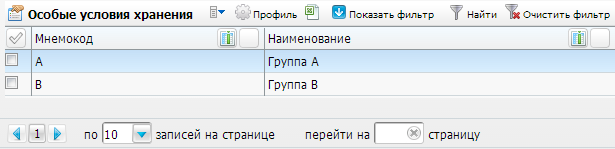 Особые условия хранения Профиль Показать фильтр Найти Очистить фильтр
Мнемокод Наименование
A Группа А
B Группа В
1 по 10 записей на странице перейти на страницу